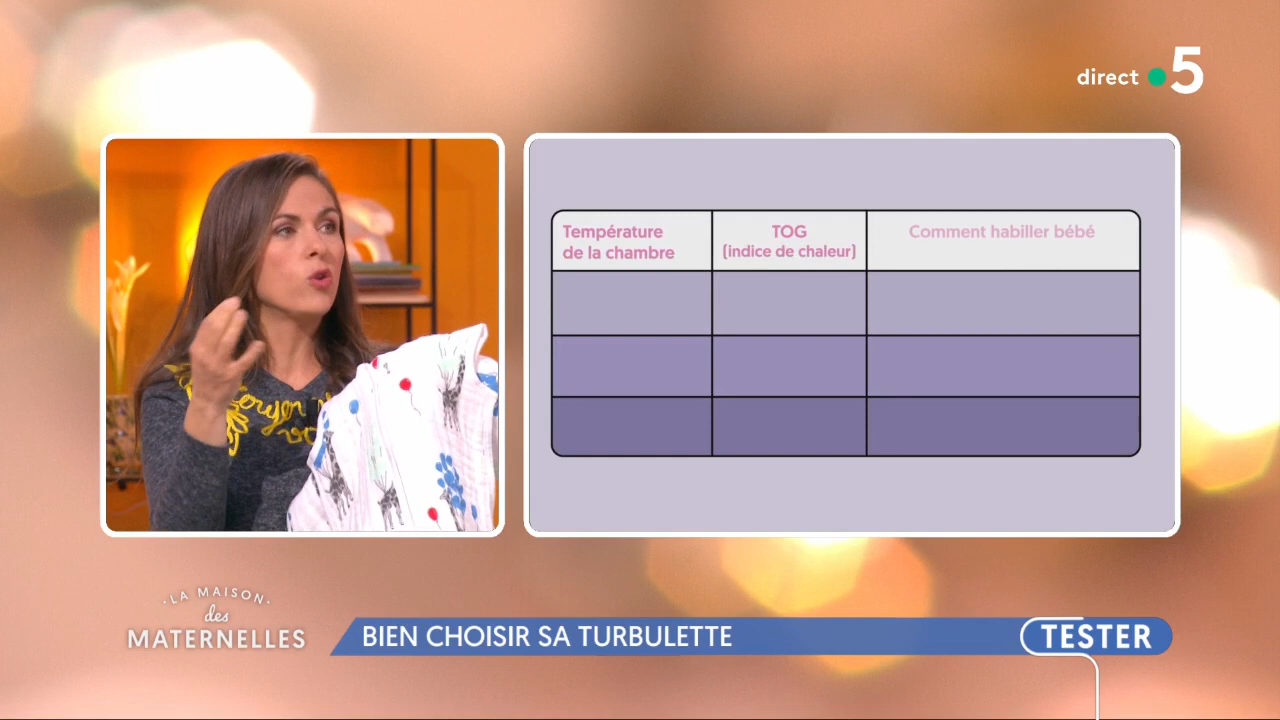 direct 5
Température
de la chambre
TOG
(indice de chaleur)
Comment habiller bébé
LA MAISON
des
MATERNELLES
BIEN CHOISIR SA TURBULETTE
TESTER